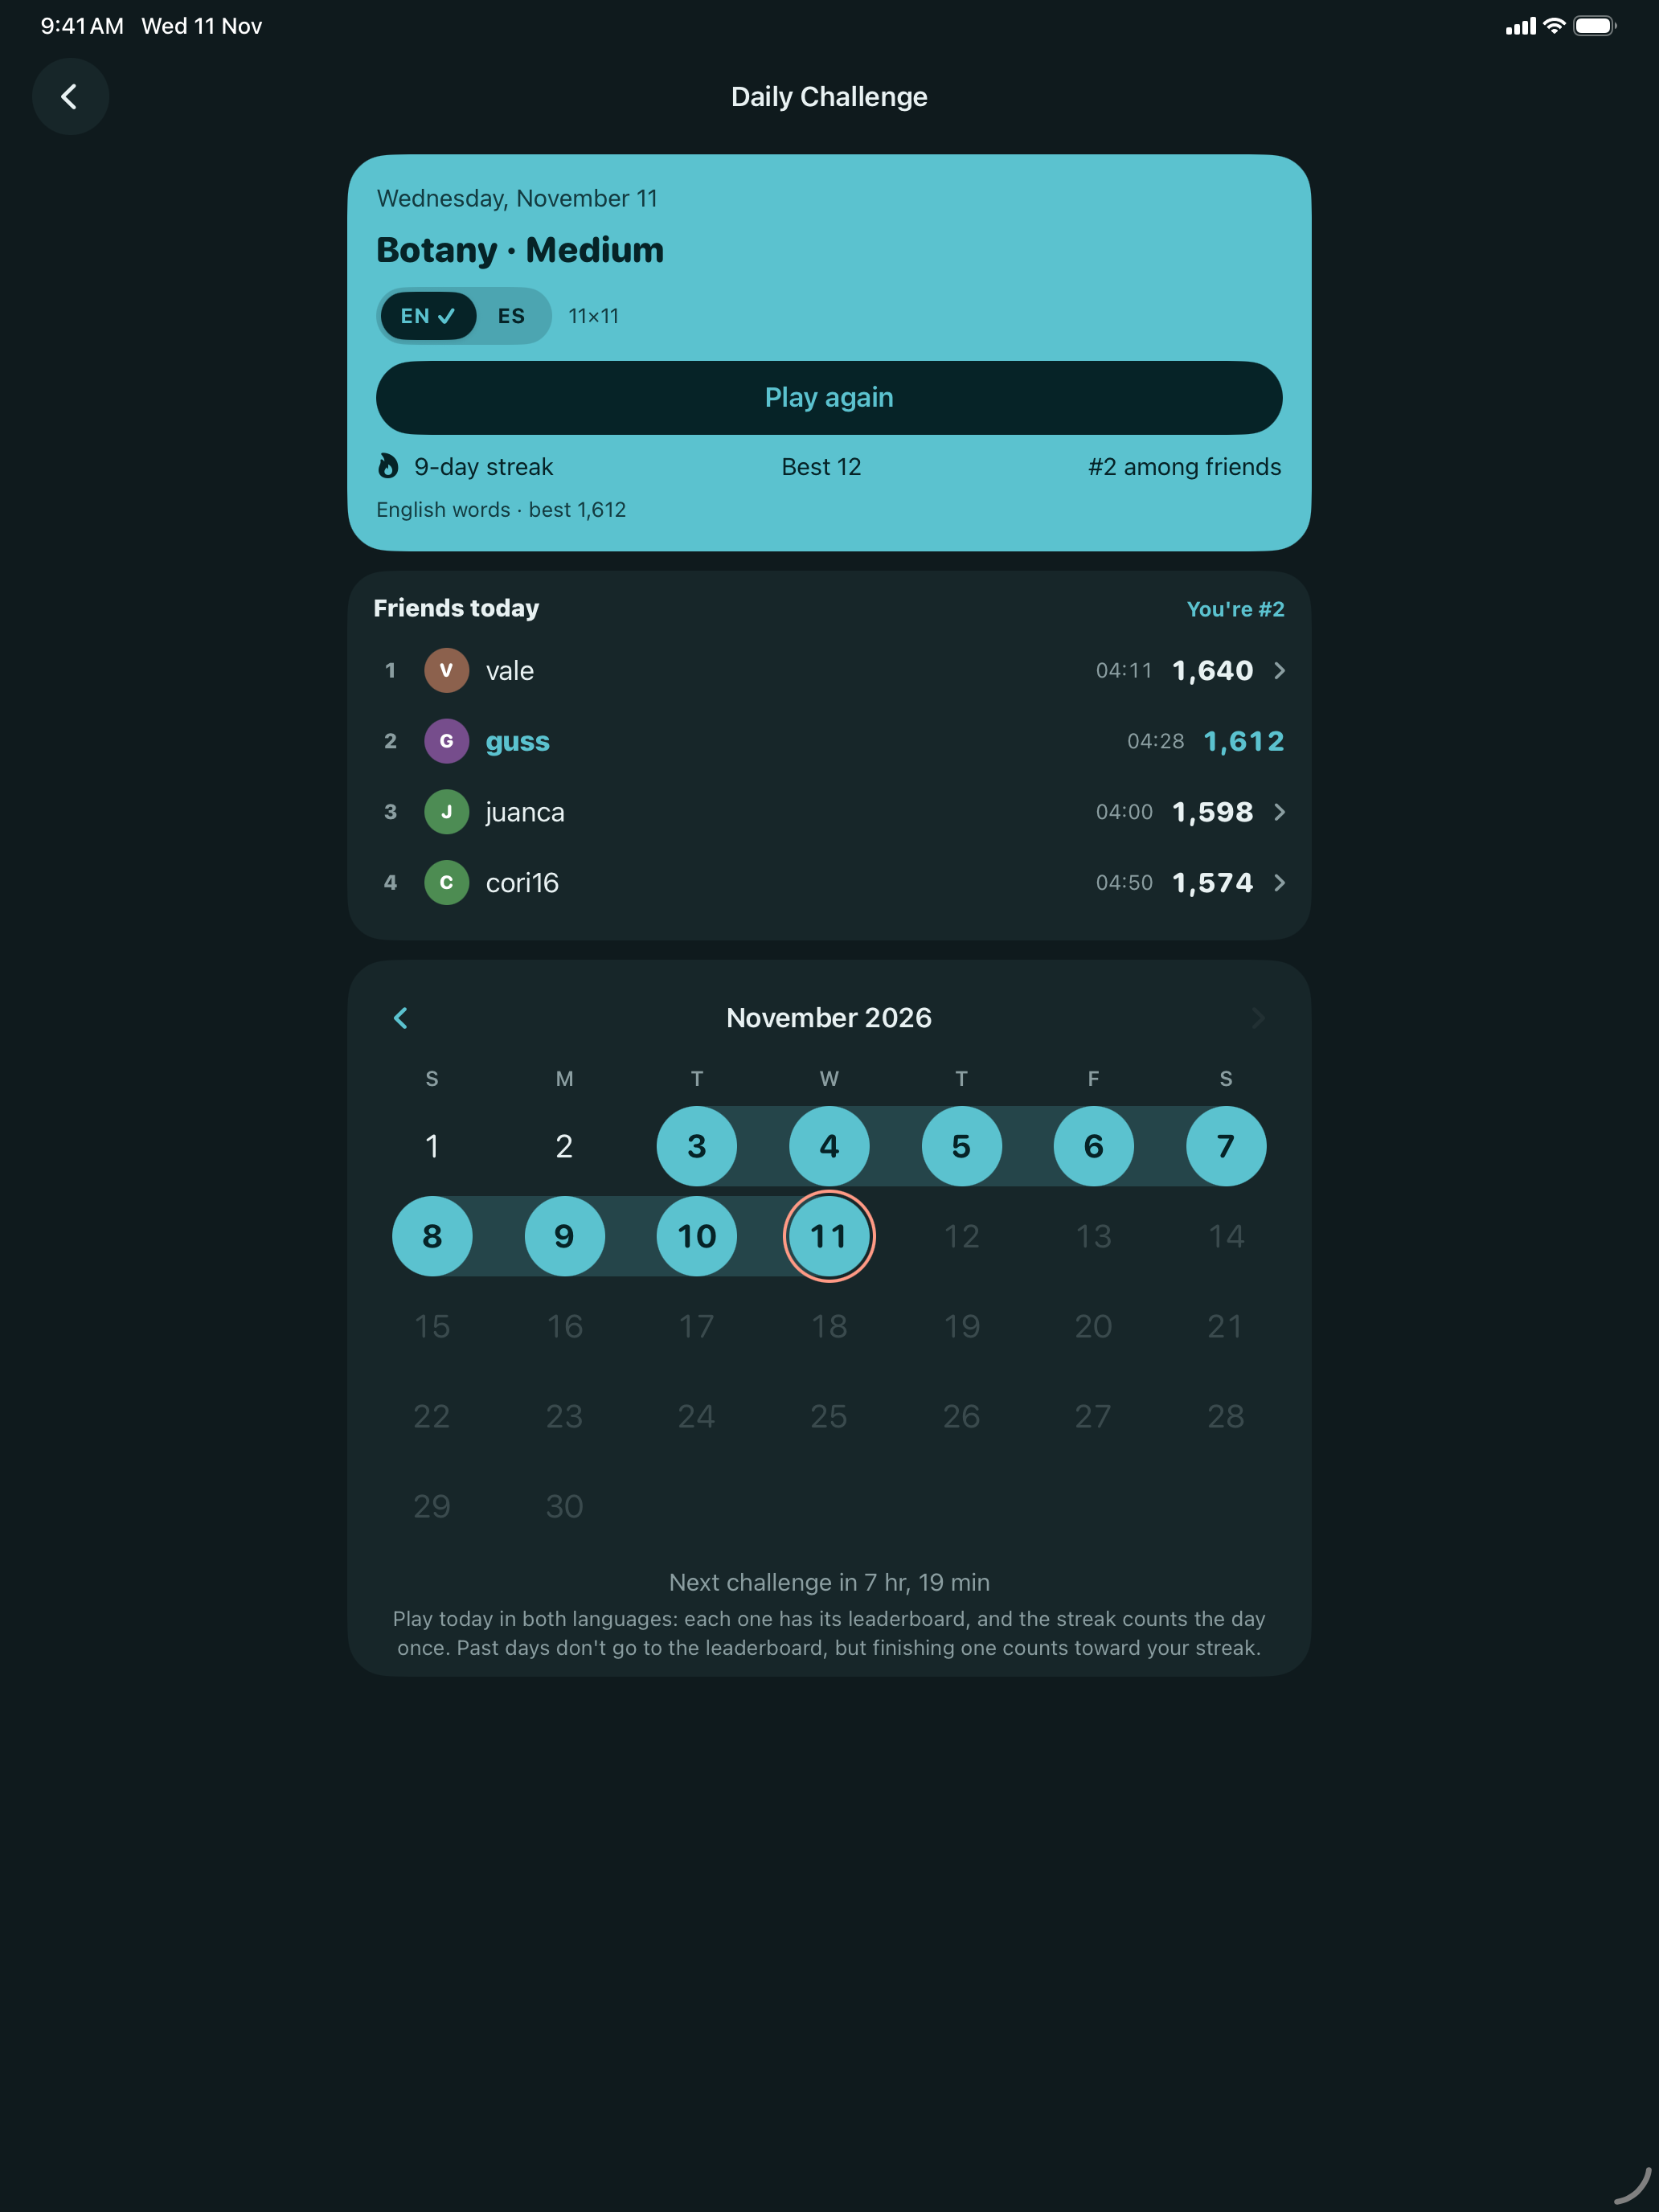 9:41 AM Wed 11 Nov
Daily Challenge
Wednesday, November 11
Botany · Medium
EN ES 11×11
Play again
9-day streak Best 12 #2 among friends
English words · best 1,612
Friends today You're #2
1 V vale 04:11 1,640
2 G guss 04:28 1,612
3 J juanca 04:00 1,598
4 C cori16 04:50 1,574
November 2026
S M T W T F S
1 2 3 4 5 6 7
8 9 10 11 12 13 14
15 16 17 18 19 20 21
22 23 24 25 26 27 28
29 30
Next challenge in 7 hr, 19 min
Play today in both languages: each one has its leaderboard, and the streak counts the day
once. Past days don't go to the leaderboard, but finishing one counts toward your streak.